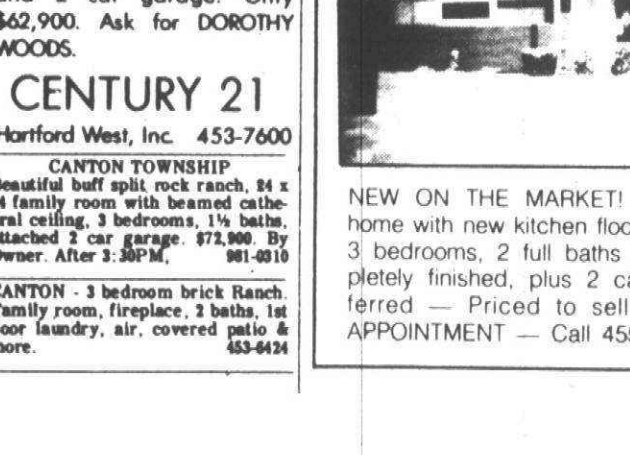 and 2 car garage. Only
$62,900. Ask for DOROTHY
WOODS.
CENTURY 21
Hartford West, Inc. 453-7600
CANTON TOWNSHIP
Beautiful buff split rock ranch, 24 x
4 family room with beamed cathe-
ral ceiling, 3 bedrooms, 1½ baths,
attached 2 car garage. $72,900. By
Owner. After 3:30PM, 981-0310
CANTON - 3 bedroom brick Ranch.
Family room, fireplace, 2 baths, 1st
oor laundry, air, covered patio &
more. 453-6424
NEW ON THE MARKET!
home with new kitchen floo
3 bedrooms, 2 full baths
pletely finished, plus 2 ca
ferred — Priced to sell
APPOINTMENT — Call 455